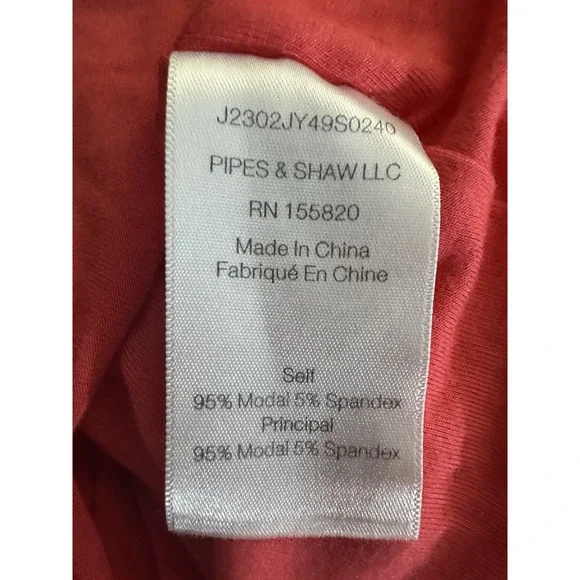 J2302JY49S0240
PIPES & SHAW LLC
RN 155820
Made In China
Fabriqué En Chine
Self
95% Modal 5% Spandex
Principal
95% Modal 5% Spandex